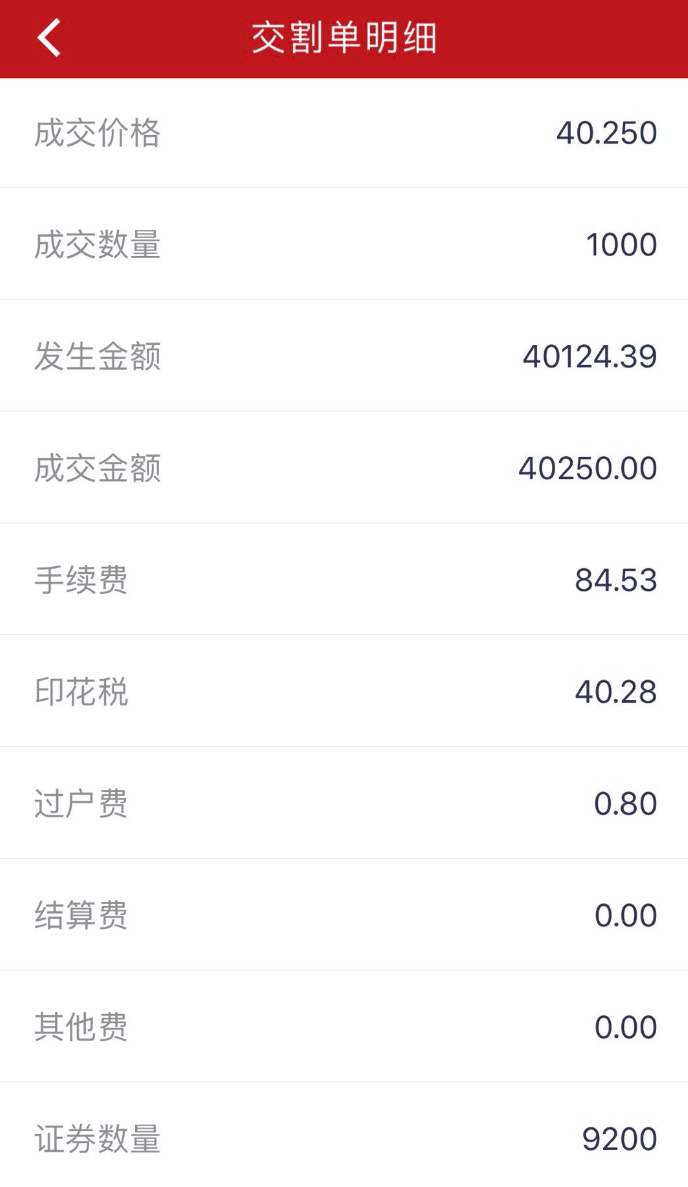 交割单明细
成交价格 40.250
成交数量 1000
发生金额 40124.39
成交金额 40250.00
手续费 84.53
印花税 40.28
过户费 0.80
结算费 0.00
其他费 0.00
证券数量 9200